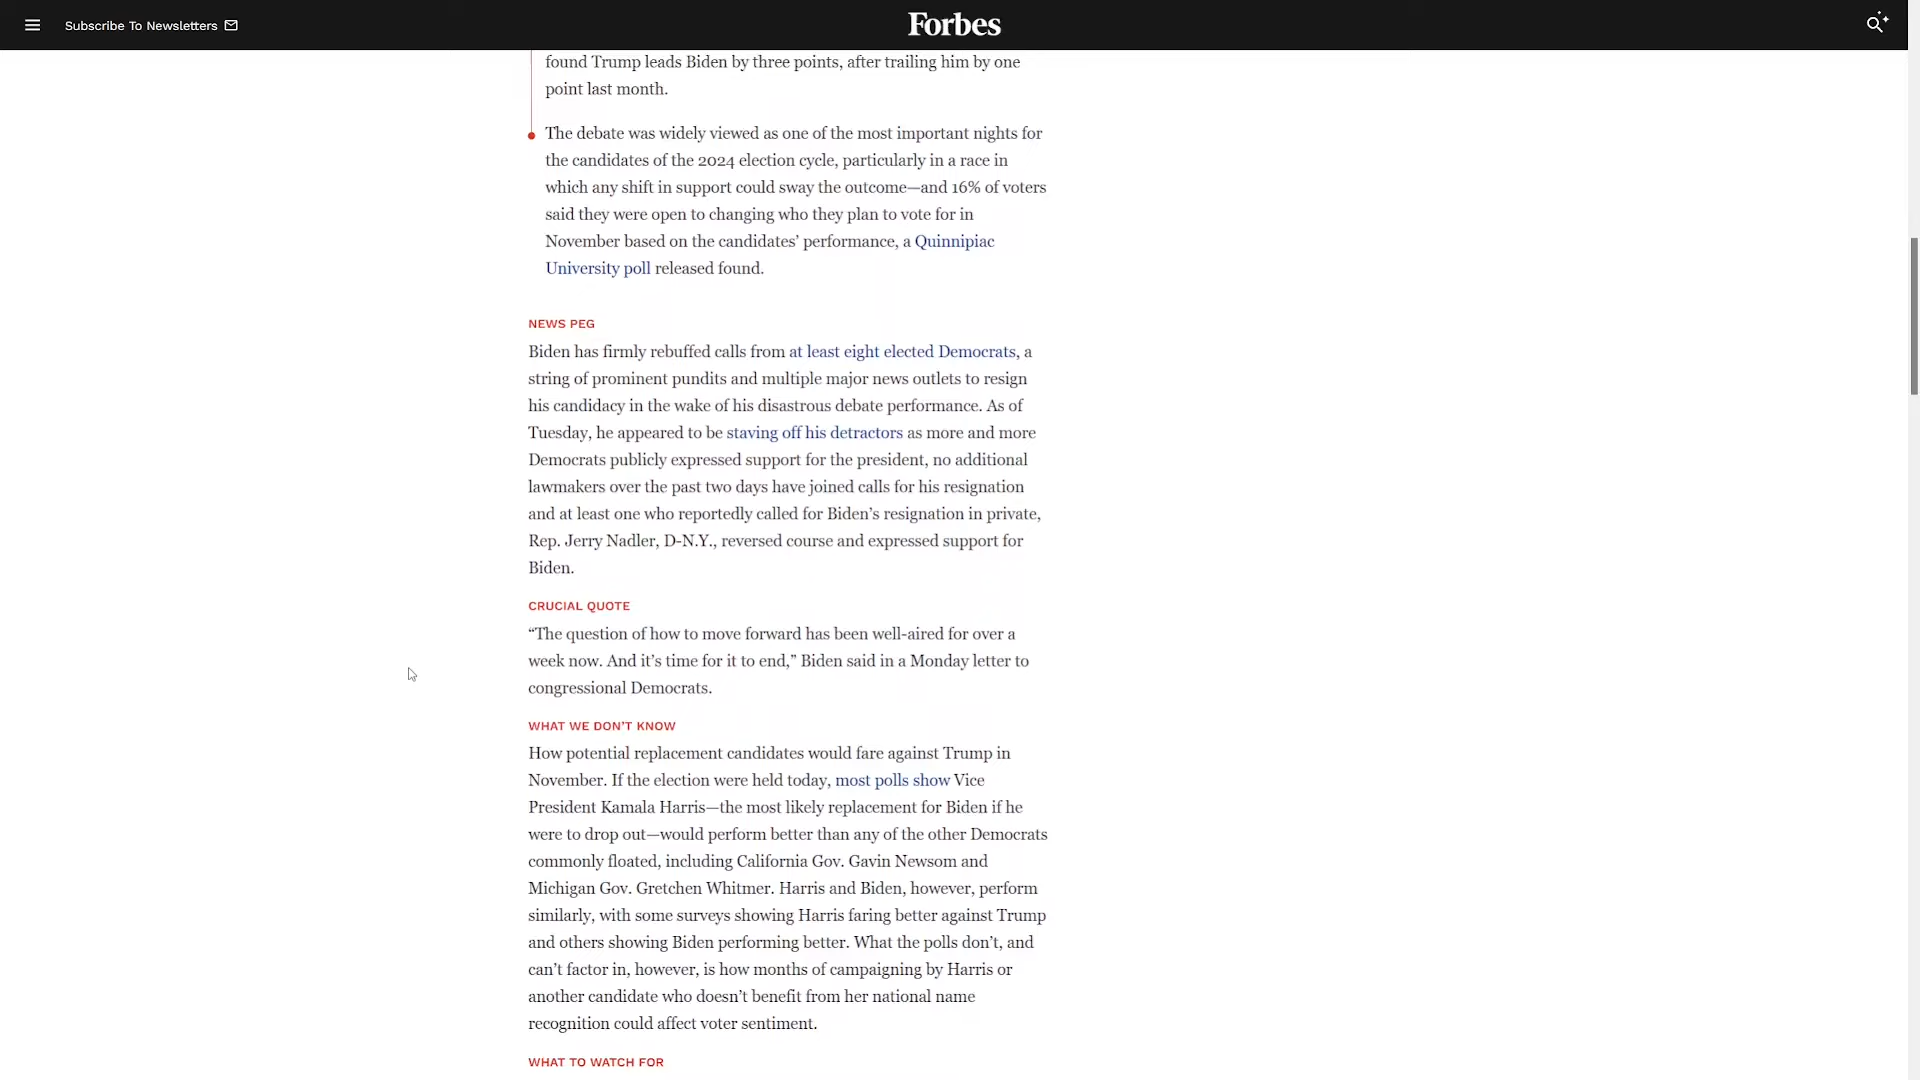 Subscribe To Newsletters
Forbes
found Trump leads Biden by three points, after trailing him by one
point last month.
The debate was widely viewed as one of the most important nights for
the candidates of the 2024 election cycle, particularly in a race in
which any shift in support could sway the outcome—and 16% of voters
said they were open to changing who they plan to vote for in
November based on the candidates’ performance, a Quinnipiac
University poll released found.
NEWS PEG
Biden has firmly rebuffed calls from at least eight elected Democrats, a
string of prominent pundits and multiple major news outlets to resign
his candidacy in the wake of his disastrous debate performance. As of
Tuesday, he appeared to be staving off his detractors as more and more
Democrats publicly expressed support for the president, no additional
lawmakers over the past two days have joined calls for his resignation
and at least one who reportedly called for Biden’s resignation in private,
Rep. Jerry Nadler, D-N.Y., reversed course and expressed support for
Biden.
CRUCIAL QUOTE
“The question of how to move forward has been well-aired for over a
week now. And it’s time for it to end,” Biden said in a Monday letter to
congressional Democrats.
WHAT WE DON’T KNOW
How potential replacement candidates would fare against Trump in
November. If the election were held today, most polls show Vice
President Kamala Harris—the most likely replacement for Biden if he
were to drop out—would perform better than any of the other Democrats
commonly floated, including California Gov. Gavin Newsom and
Michigan Gov. Gretchen Whitmer. Harris and Biden, however, perform
similarly, with some surveys showing Harris faring better against Trump
and others showing Biden performing better. What the polls don’t, and
can’t factor in, however, is how months of campaigning by Harris or
another candidate who doesn’t benefit from her national name
recognition could affect voter sentiment.
WHAT TO WATCH FOR